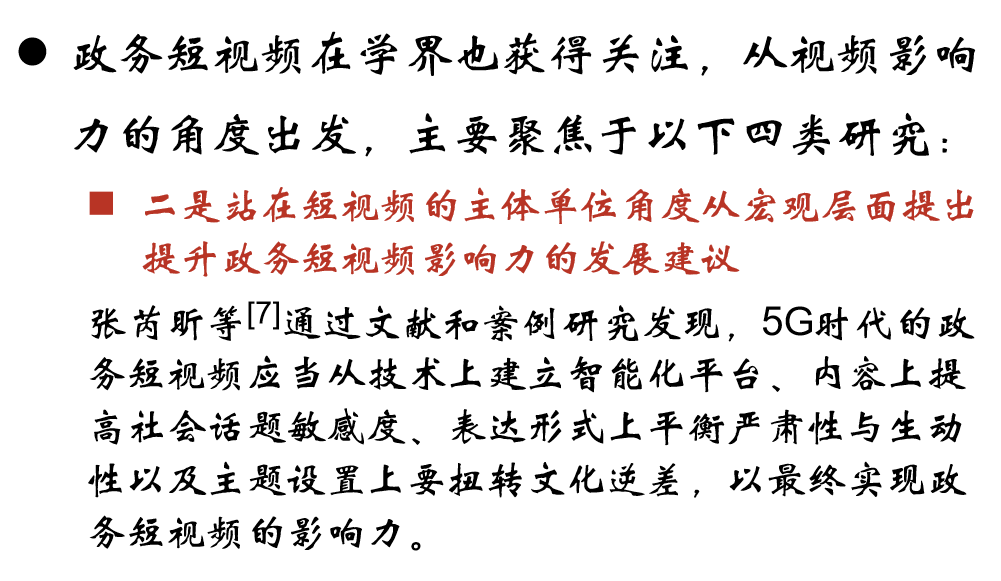 ● 政务短视频在学界也获得关注，从视频影响
力的角度出发，主要聚焦于以下四类研究：
■ 二是站在短视频的主体单位角度从宏观层面提出
提升政务短视频影响力的发展建议
张芮昕等[7]通过文献和案例研究发现，5G时代的政
务短视频应当从技术上建立智能化平台、内容上提
高社会话题敏感度、表达形式上平衡严肃性与生动
性以及主题设置上要扭转文化逆差，以最终实现政
务短视频的影响力。